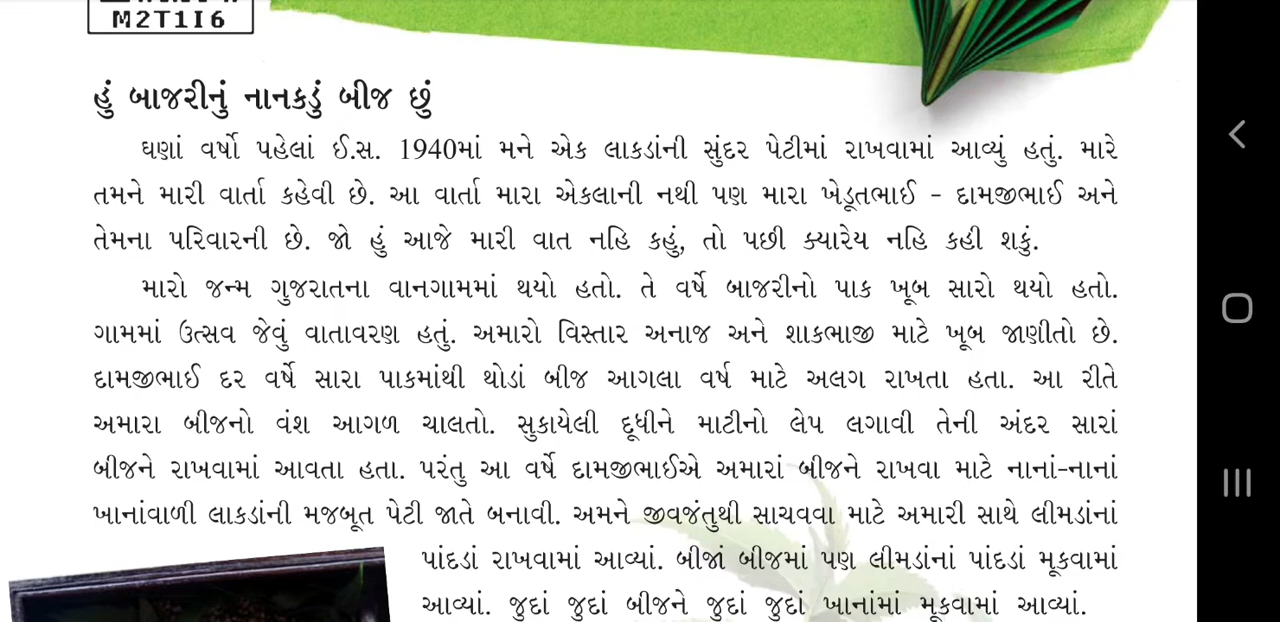 M2T1I6
હું બાજરીનું નાનકડું બીજ છું
ઘણાં વર્ષો પહેલાં ઈ.સ. 1940માં મને એક લાકડાંની સુંદર પેટીમાં રાખવામાં આવ્યું હતું. મારે
તમને મારી વાર્તા કહેવી છે. આ વાર્તા મારા એકલાની નથી પણ મારા ખેડૂતભાઈ - દામજીભાઈ અને
તેમના પરિવારની છે. જો હું આજે મારી વાત નહિ કહું, તો પછી ક્યારેય નહિ કહી શકું.
મારો જન્મ ગુજરાતના વાનગામમાં થયો હતો. તે વર્ષે બાજરીનો પાક ખૂબ સારો થયો હતો.
ગામમાં ઉત્સવ જેવું વાતાવરણ હતું. અમારો વિસ્તાર અનાજ અને શાકભાજી માટે ખૂબ જાણીતો છે.
દામજીભાઈ દર વર્ષે સારા પાકમાંથી થોડાં બીજ આગલા વર્ષ માટે અલગ રાખતા હતા. આ રીતે
અમારા બીજનો વંશ આગળ ચાલતો. સુકાયેલી દૂધીને માટીનો લેપ લગાવી તેની અંદર સારાં
બીજને રાખવામાં આવતા હતા. પરંતુ આ વર્ષે દામજીભાઈએ અમારાં બીજને રાખવા માટે નાનાં-નાનાં
ખાનાંવાળી લાકડાંની મજબૂત પેટી જાતે બનાવી. અમને જીવજંતુથી સાચવવા માટે અમારી સાથે લીમડાંનાં
પાંદડાં રાખવામાં આવ્યાં. બીજાં બીજમાં પણ લીમડાંનાં પાંદડાં મૂકવામાં
આવ્યાં. જુદાં જુદાં બીજને જુદાં જુદાં ખાનાંમાં મૂકવામાં આવ્યાં.